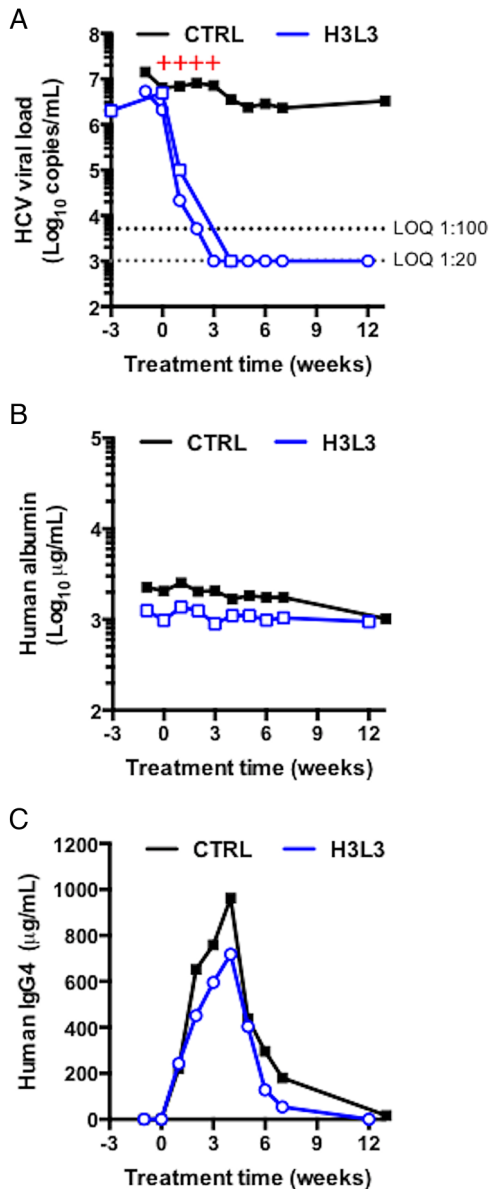 A
CTRL H3L3
++++
8
7
6
5
4
3
2
HCV viral load
(Log10 copies/mL)
LOQ 1:100
LOQ 1:20
-3 0 3 6 9 12
Treatment time (weeks)
B
CTRL H3L3
5
4
3
2
Human albumin
(Log10 μg/mL)
-3 0 3 6 9 12
Treatment time (weeks)
C
CTRL H3L3
1200
1000
800
600
400
200
0
Human IgG4 (μg/mL)
-3 0 3 6 9 12
Treatment time (weeks)